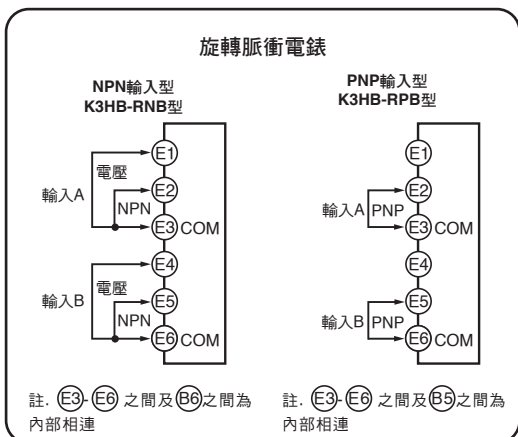 旋轉脈衝電錶
NPN輸入型
K3HB-RNB型
E1
電壓
E2
輸入A
NPN
E3 COM
E4
電壓
輸入B
E5
NPN
E6 COM
註. E3-E6 之間及B6之間為
內部相連
PNP輸入型
K3HB-RPB型
E1
E2
輸入A PNP
E3 COM
E4
E5
輸入B PNP
E6 COM
註. E3-E6 之間及B5之間為
內部相連